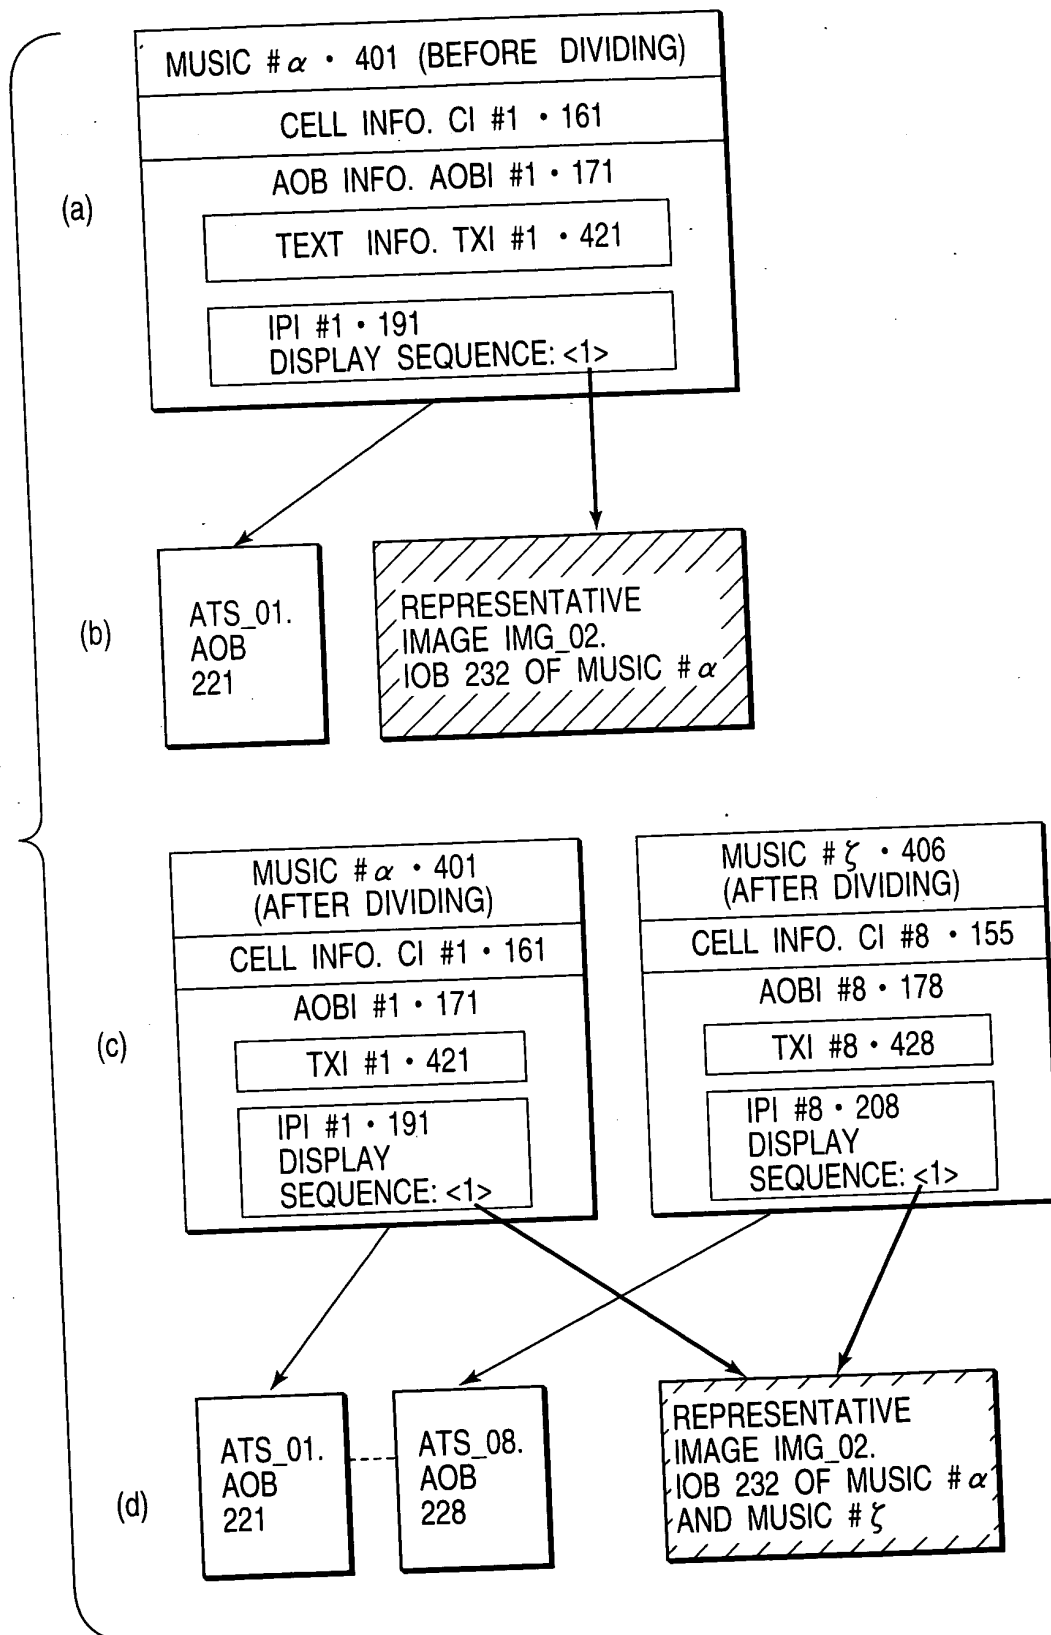 MUSIC #α・401 (BEFORE DIVIDING)
CELL INFO. CI #1・161
AOB INFO. AOBI #1・171
(a)
TEXT INFO. TXI #1・421
IPI #1・191
DISPLAY SEQUENCE: <1>
(b)
ATS_01.
AOB
221
REPRESENTATIVE
IMAGE IMG_02.
IOB 232 OF MUSIC #α
MUSIC #α・401
(AFTER DIVIDING)
CELL INFO. CI #1・161
AOBI #1・171
(c)
TXI #1・421
IPI #1・191
DISPLAY
SEQUENCE: <1>
MUSIC #ζ・406
(AFTER DIVIDING)
CELL INFO. CI #8・155
AOBI #8・178
TXI #8・428
IPI #8・208
DISPLAY
SEQUENCE: <1>
(d)
ATS_01.
AOB
221
ATS_08.
AOB
228
REPRESENTATIVE
IMAGE IMG_02.
IOB 232 OF MUSIC #α
AND MUSIC #ζ